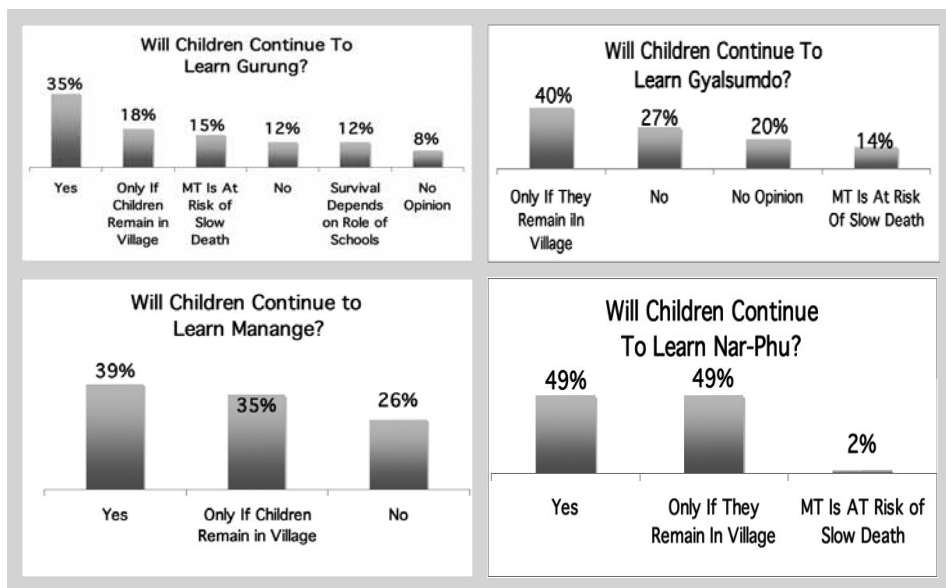 Will Children Continue To
Learn Gurung?
35%
18%
15%
12%
12%
8%
Yes
Only If
Children
Remain in
Village
MT Is At
Risk of
Slow
Death
No
Survival
Depends
on Role of
Schools
No
Opinion
Will Children Continue To
Learn Gyalsumdo?
40%
27%
20%
14%
Only If They
Remain iIn
Village
No
No Opinion
MT Is At Risk
Of Slow Death
Will Children Continue to
Learn Manange?
39%
35%
26%
Yes
Only If Children
Remain in Village
No
Will Children Continue
To Learn Nar-Phu?
49%
49%
2%
Yes
Only If They
Remain In Village
MT Is AT Risk of
Slow Death